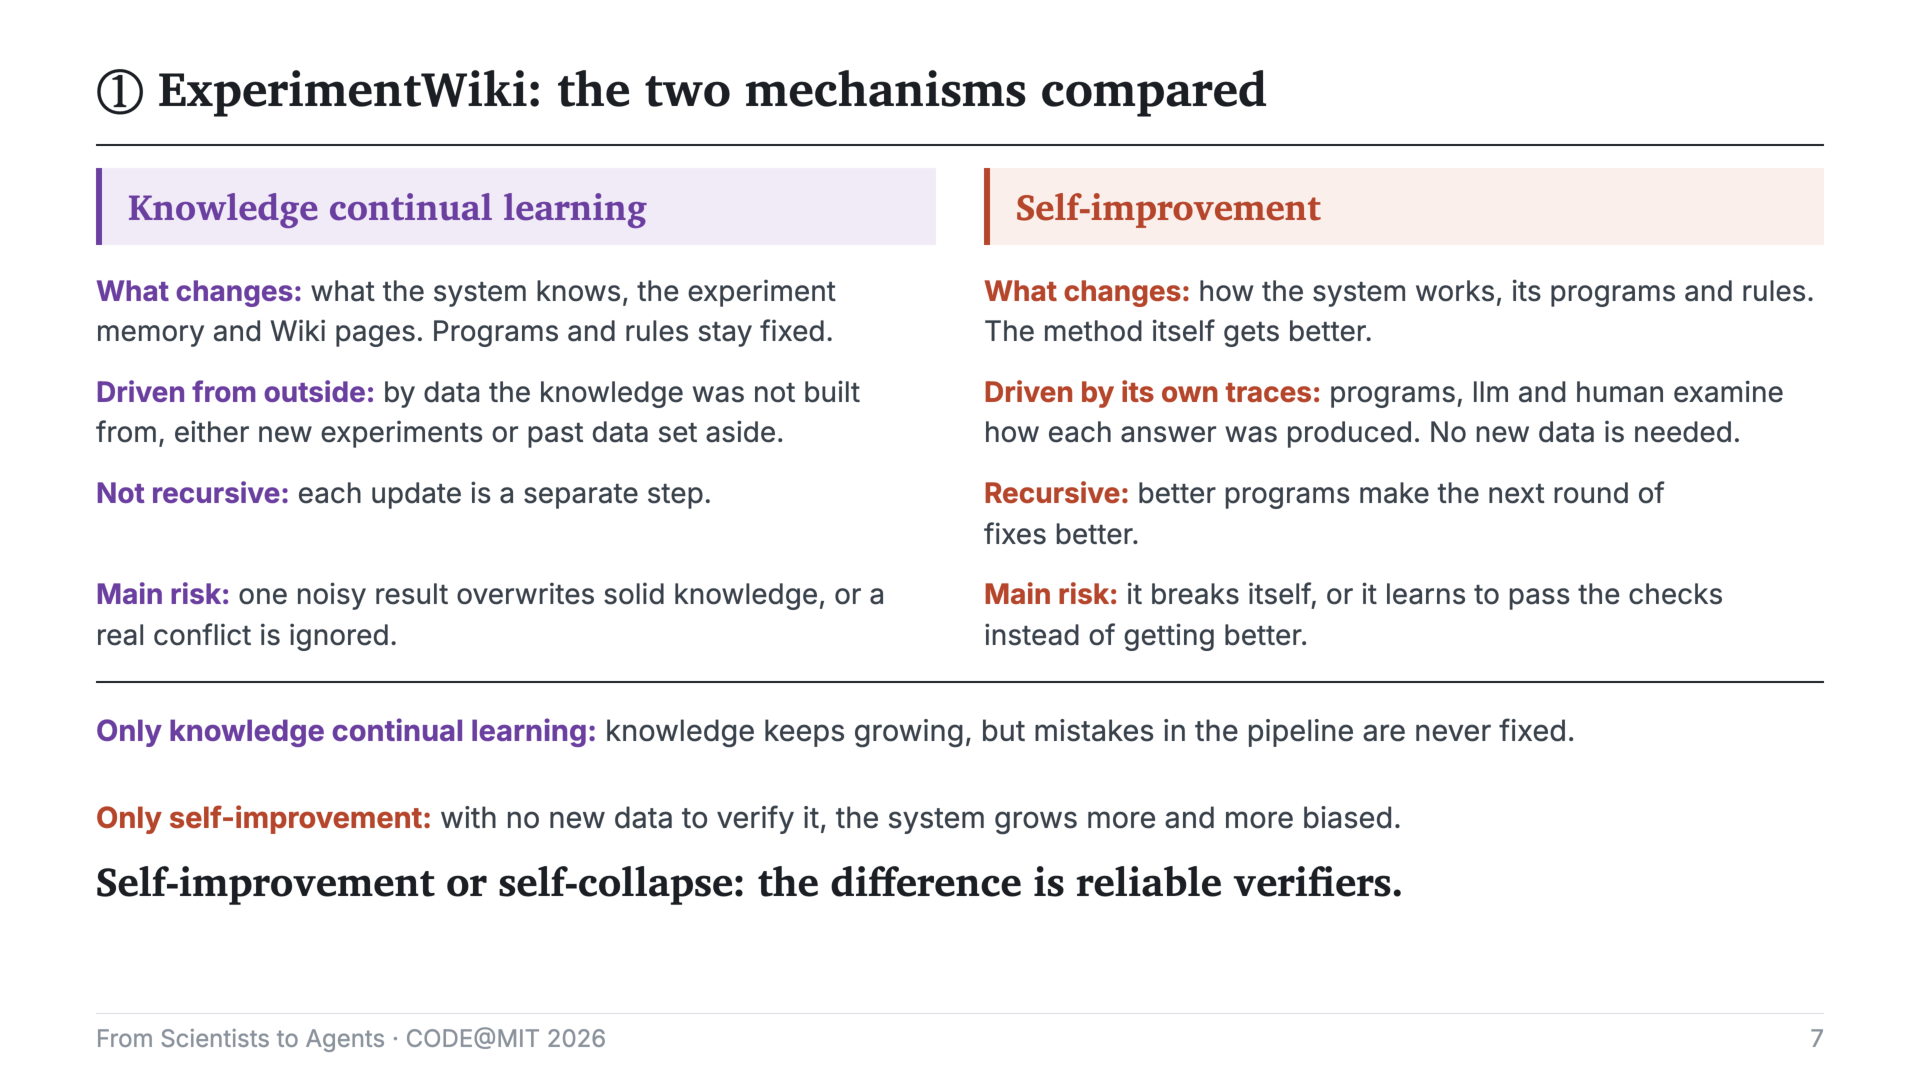 ① ExperimentWiki: the two mechanisms compared
Knowledge continual learning
What changes: what the system knows, the experiment
memory and Wiki pages. Programs and rules stay fixed.
Driven from outside: by data the knowledge was not built
from, either new experiments or past data set aside.
Not recursive: each update is a separate step.
Main risk: one noisy result overwrites solid knowledge, or a
real conflict is ignored.
Self-improvement
What changes: how the system works, its programs and rules.
The method itself gets better.
Driven by its own traces: programs, llm and human examine
how each answer was produced. No new data is needed.
Recursive: better programs make the next round of
fixes better.
Main risk: it breaks itself, or it learns to pass the checks
instead of getting better.
Only knowledge continual learning: knowledge keeps growing, but mistakes in the pipeline are never fixed.
Only self-improvement: with no new data to verify it, the system grows more and more biased.
Self-improvement or self-collapse: the difference is reliable verifiers.
From Scientists to Agents · CODE@MIT 2026
7